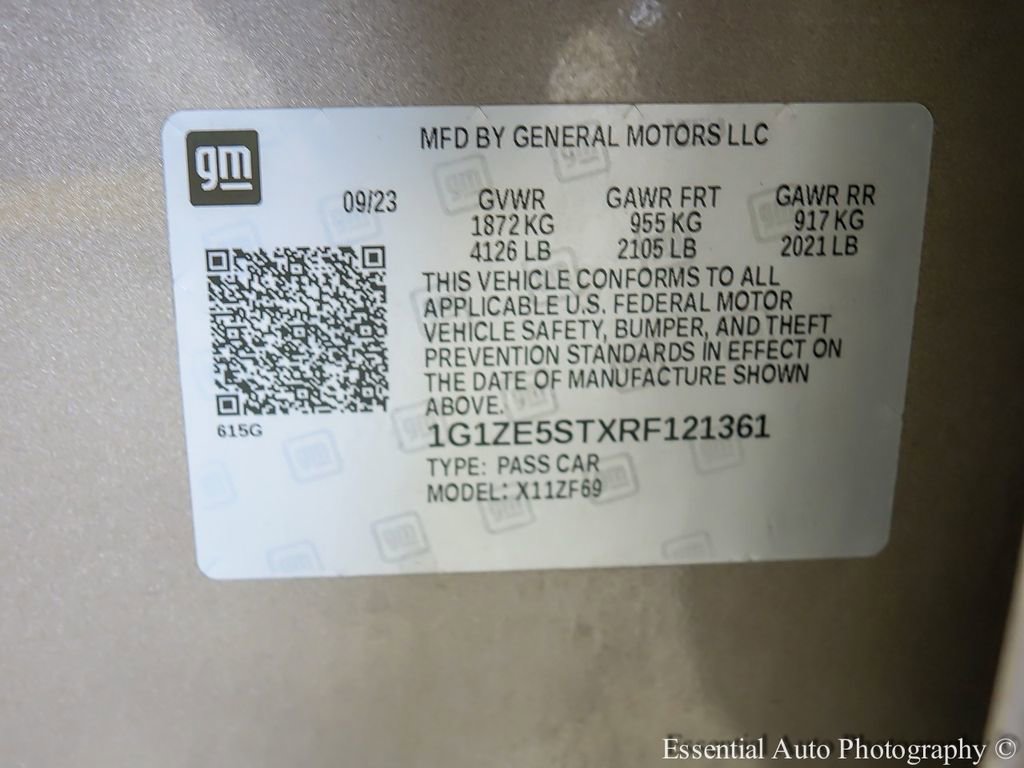 MFD BY GENERAL MOTORS LLC
gm
09/23 GVWR GAWR FRT GAWR RR
1872 KG 955 KG 917 KG
4126 LB 2105 LB 2021 LB
THIS VEHICLE CONFORMS TO ALL
APPLICABLE U.S. FEDERAL MOTOR
VEHICLE SAFETY, BUMPER, AND THEFT
PREVENTION STANDARDS IN EFFECT ON
THE DATE OF MANUFACTURE SHOWN
ABOVE.
615G
1G1ZE5STXRF121361
TYPE: PASS CAR
MODEL: X11ZF69
Essential Auto Photography ©